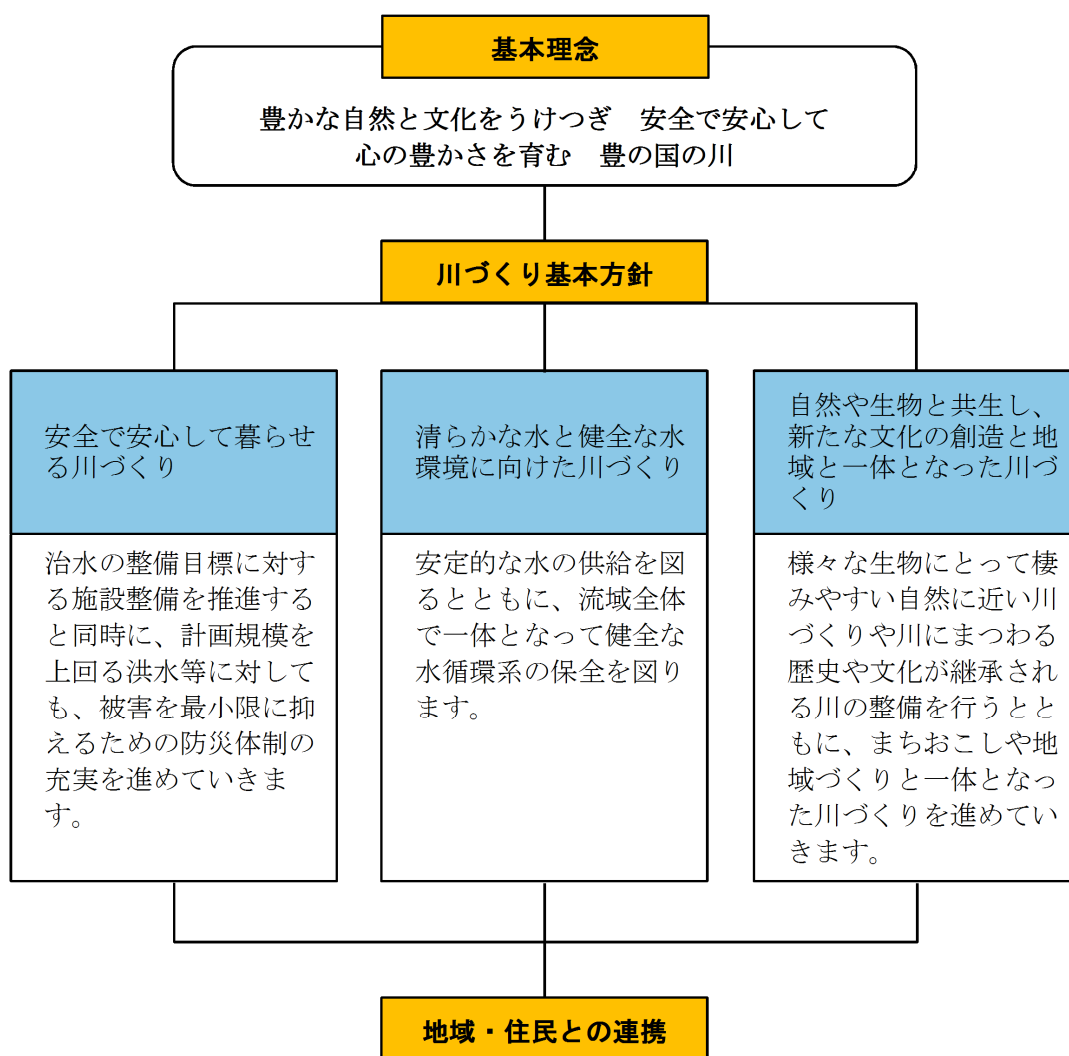 基本理念
豊かな自然と文化をうけつぎ　安全で安心して
心の豊かさを育む　豊の国の川
川づくり基本方針
安全で安心して暮らせ
る川づくり
治水の整備目標に対す
る施設整備を推進する
と同時に、計画規模を
上回る洪水等に対して
も、被害を最小限に抑
えるための防災体制の
充実を進めていきま
す。
清らかな水と健全な水
環境に向けた川づくり
安定的な水の供給を図
るとともに、流域全体
で一体となって健全な
水循環系の保全を図り
ます。
自然や生物と共生し、
新たな文化の創造と地
域と一体となった川づ
くり
様々な生物にとって棲
みやすい自然に近い川
づくりや川にまつわる
歴史や文化が継承され
る川の整備を行うとと
もに、まちおこしや地
域づくりと一体となっ
た川づくりを進めてい
きます。
地域・住民との連携